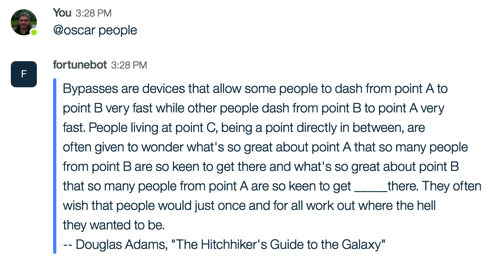 You 3:28 PM
@oscar people
F
fortunebot 3:28 PM
Bypasses are devices that allow some people to dash from point A to
point B very fast while other people dash from point B to point A very
fast. People living at point C, being a point directly in between, are
often given to wonder what's so great about point A that so many people
from point B are so keen to get there and what's so great about point B
that so many people from point A are so keen to get _____there. They often
wish that people would just once and for all work out where the hell
they wanted to be.
-- Douglas Adams, "The Hitchhiker's Guide to the Galaxy"